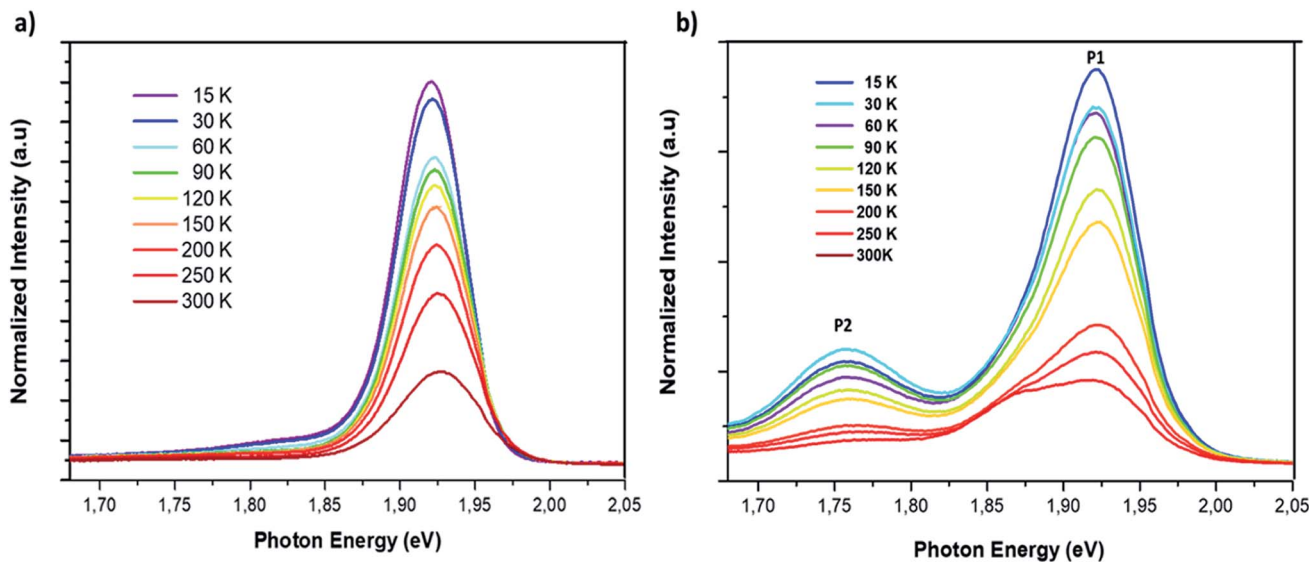 a)
Normalized Intensity (a.u)
15 K
30 K
60 K
90 K
120 K
150 K
200 K
250 K
300 K
1,70 1,75 1,80 1,85 1,90 1,95 2,00 2,05
Photon Energy (eV)
b)
Normalized Intensity (a.u)
P1
15 K
30 K
60 K
90 K
120 K
150 K
200 K
250 K
300K
P2
1,70 1,75 1,80 1,85 1,90 1,95 2,00 2,05
Photon Energy (eV)